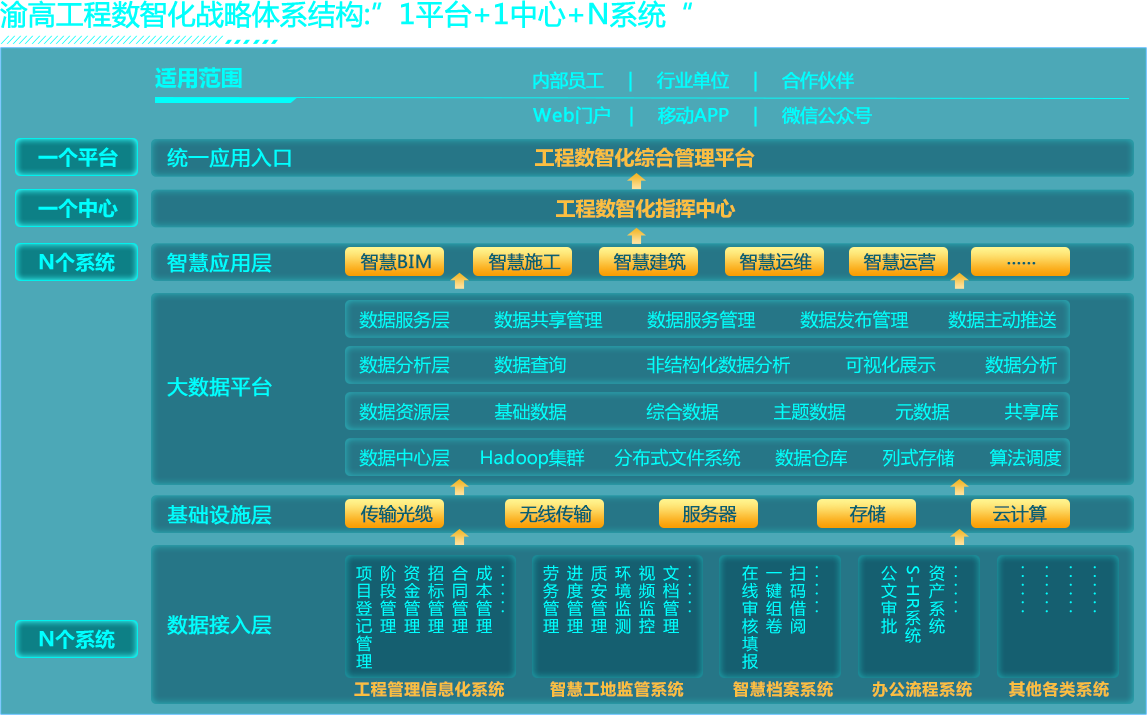 渝高工程数智化战略体系结构:”1平台+1中心+N系统“
适用范围
内部员工 | 行业单位 | 合作伙伴
Web门户 | 移动APP | 微信公众号
一个平台 统一应用入口 工程数智化综合管理平台
一个中心 工程数智化指挥中心
N个系统 智慧应用层 智慧BIM 智慧施工 智慧建筑 智慧运维 智慧运营 ······
大数据平台
数据服务层 数据共享管理 数据服务管理 数据发布管理 数据主动推送
数据分析层 数据查询 非结构化数据分析 可视化展示 数据分析
数据资源层 基础数据 综合数据 主题数据 元数据 共享库
数据中心层 Hadoop集群 分布式文件系统 数据仓库 列式存储 算法调度
基础设施层 传输光缆 无线传输 服务器 存储 云计算
N个系统 数据接入层
项目登记管理
阶段管理
资金管理
招标管理
合同管理
成本管理
······
工程管理信息化系统
劳务管理
进度管理
质安管理
环境监测
视频监控
文档管理
······
智慧工地监管系统
在线审核填报
一键组卷
扫码借阅
······
智慧档案系统
公文审批
S-HR系统
资产系统
······
办公流程系统
······
······
······
······
其他各类系统